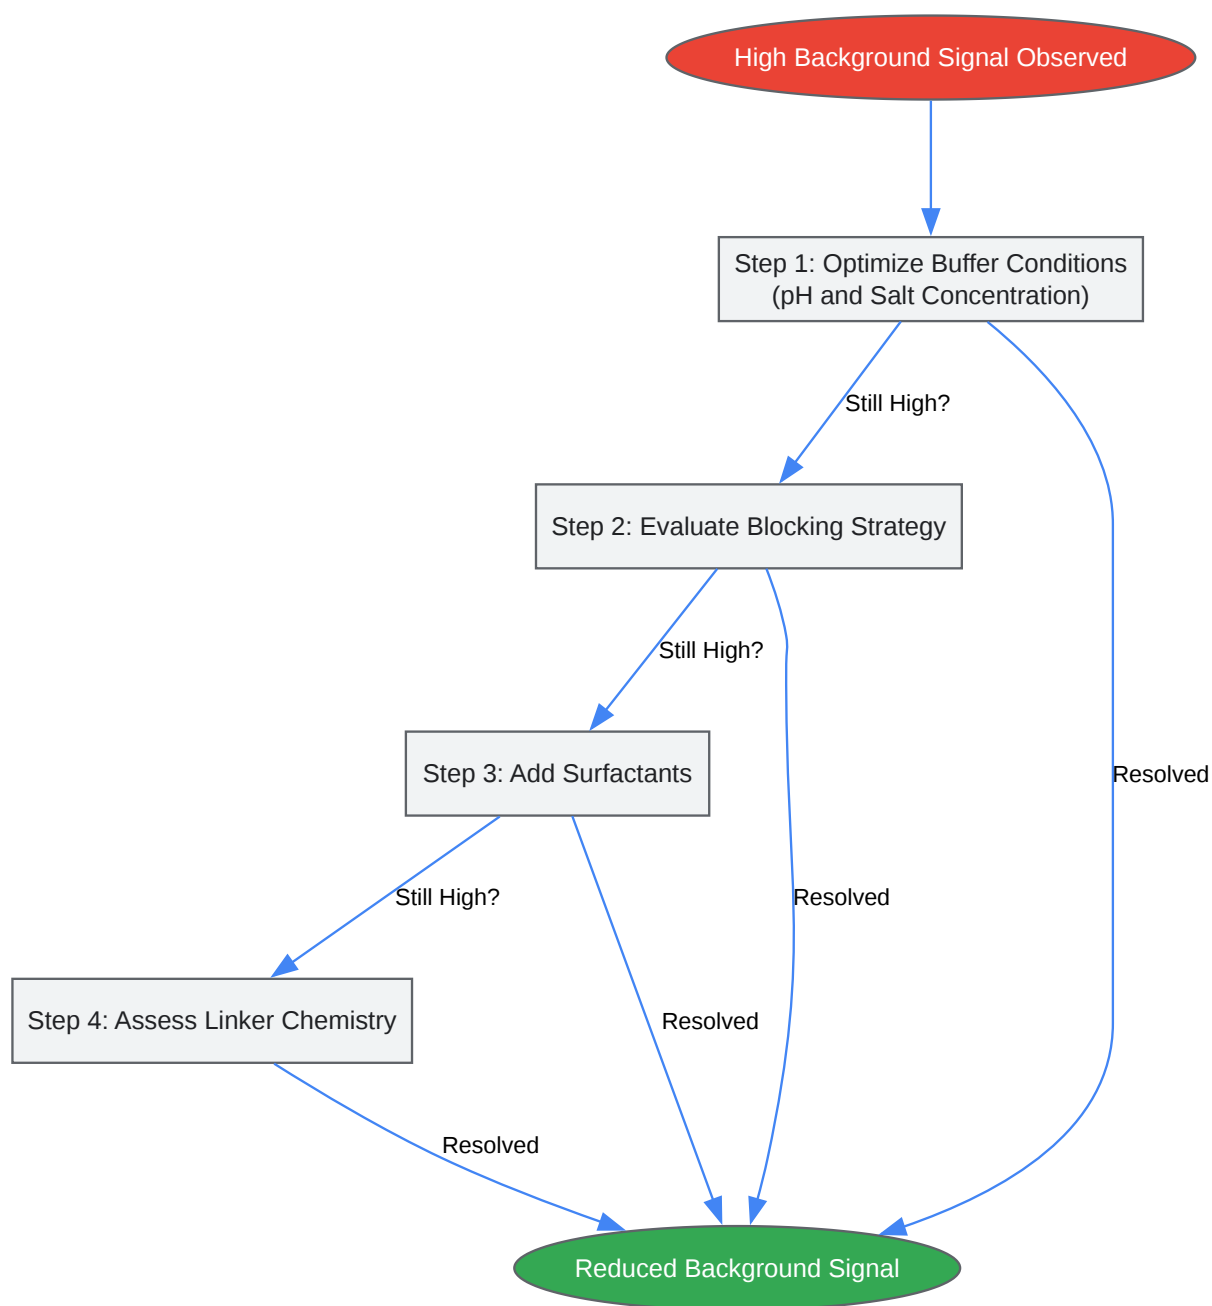 High Background Signal Observed
Step 1: Optimize Buffer Conditions
(pH and Salt Concentration)
Still High?
Step 2: Evaluate Blocking Strategy
Still High?
Step 3: Add Surfactants
Resolved
Still High?
Resolved
Step 4: Assess Linker Chemistry
Resolved
Resolved
Reduced Background Signal